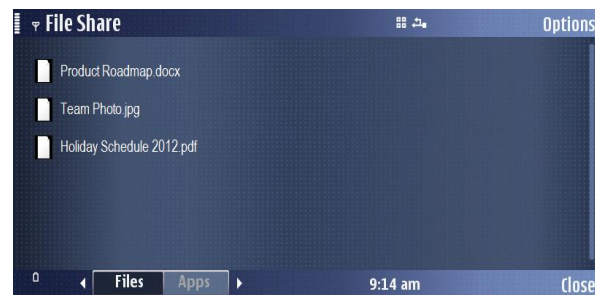 File Share
Options
Product Roadmap.docx
Team Photo.jpg
Holiday Schedule 2012.pdf
Files Apps 9:14 am Close